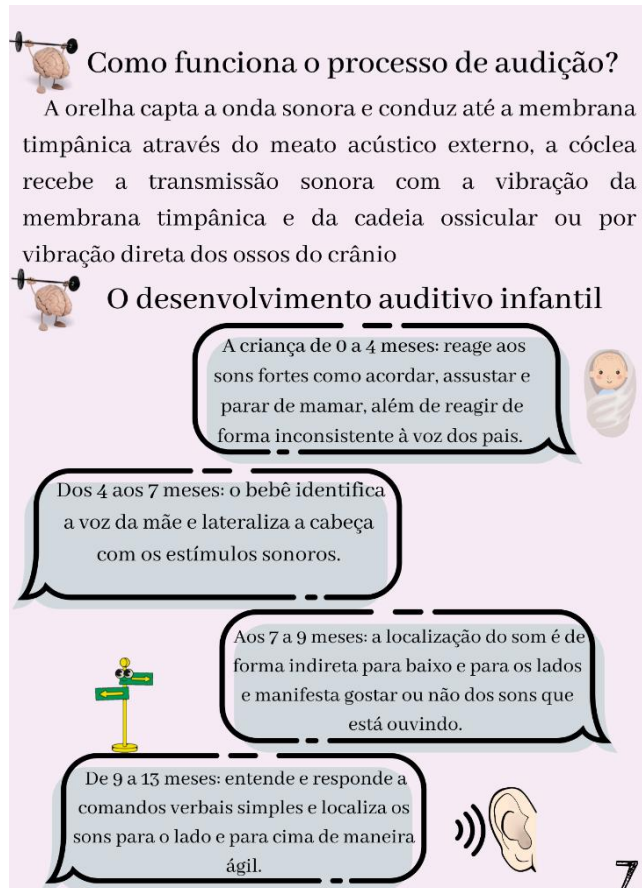 Como funciona o processo de audição?
A orelha capta a onda sonora e conduz até a membrana
timpânica através do meato acústico externo, a cóclea
recebe a transmissão sonora com a vibração da
membrana timpânica e da cadeia ossicular ou por
vibração direta dos ossos do crânio
O desenvolvimento auditivo infantil
A criança de 0 a 4 meses: reage aos
sons fortes como acordar, assustar e
parar de mamar, além de reagir de
forma inconsistente à voz dos pais.
Dos 4 aos 7 meses: o bebê identifica
a voz da mãe e lateraliza a cabeça
com os estímulos sonoros.
Aos 7 a 9 meses: a localização do som é de
forma indireta para baixo e para os lados
e manifesta gostar ou não dos sons que
está ouvindo.
De 9 a 13 meses: entende e responde a
comandos verbais simples e localiza os
sons para o lado e para cima de maneira
ágil.
7